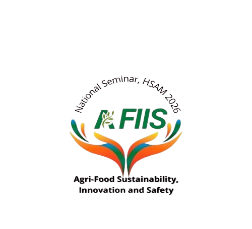 National Seminar, HSAM 2026
AFIIS
Agri-Food Sustainability,
Innovation and Safety